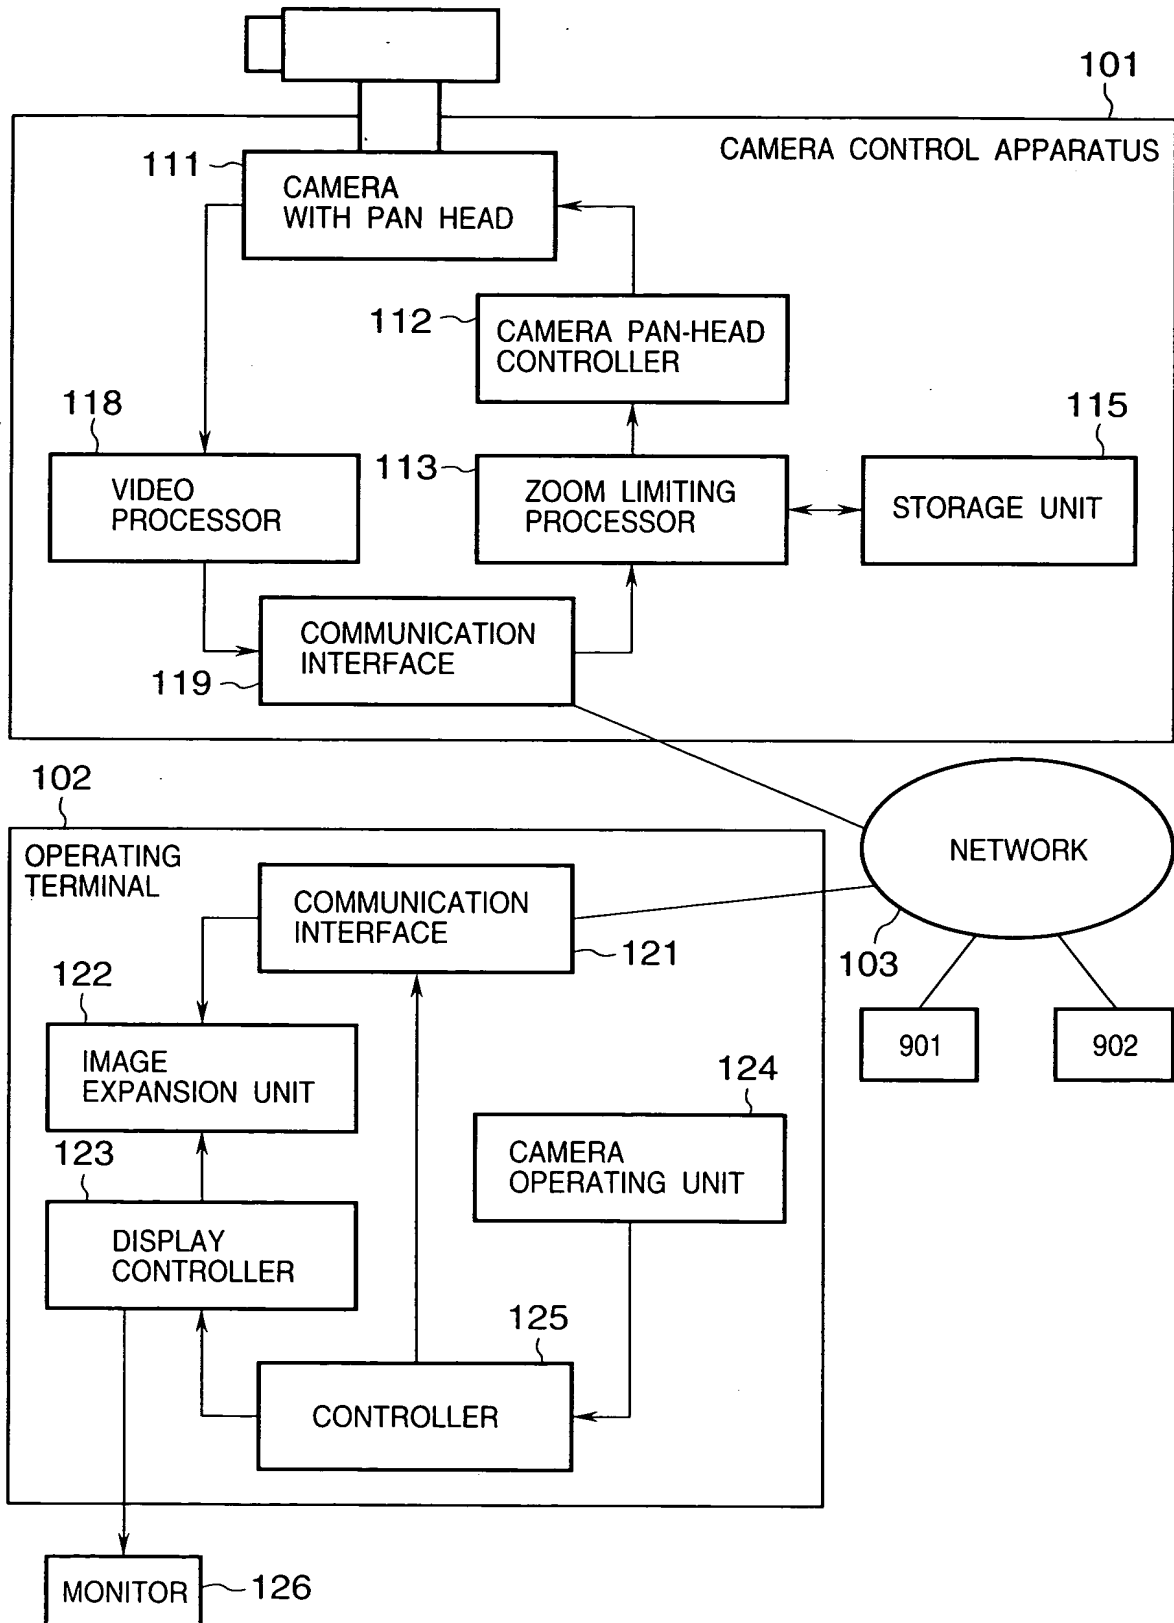 101
CAMERA CONTROL APPARATUS
111
CAMERA
WITH PAN HEAD
112
CAMERA PAN-HEAD
CONTROLLER
118
VIDEO
PROCESSOR
113
ZOOM LIMITING
PROCESSOR
115
STORAGE UNIT
COMMUNICATION
INTERFACE
119
102
OPERATING
TERMINAL
COMMUNICATION
INTERFACE
121
NETWORK
103
901
902
122
IMAGE
EXPANSION UNIT
124
CAMERA
OPERATING UNIT
123
DISPLAY
CONTROLLER
125
CONTROLLER
MONITOR
126